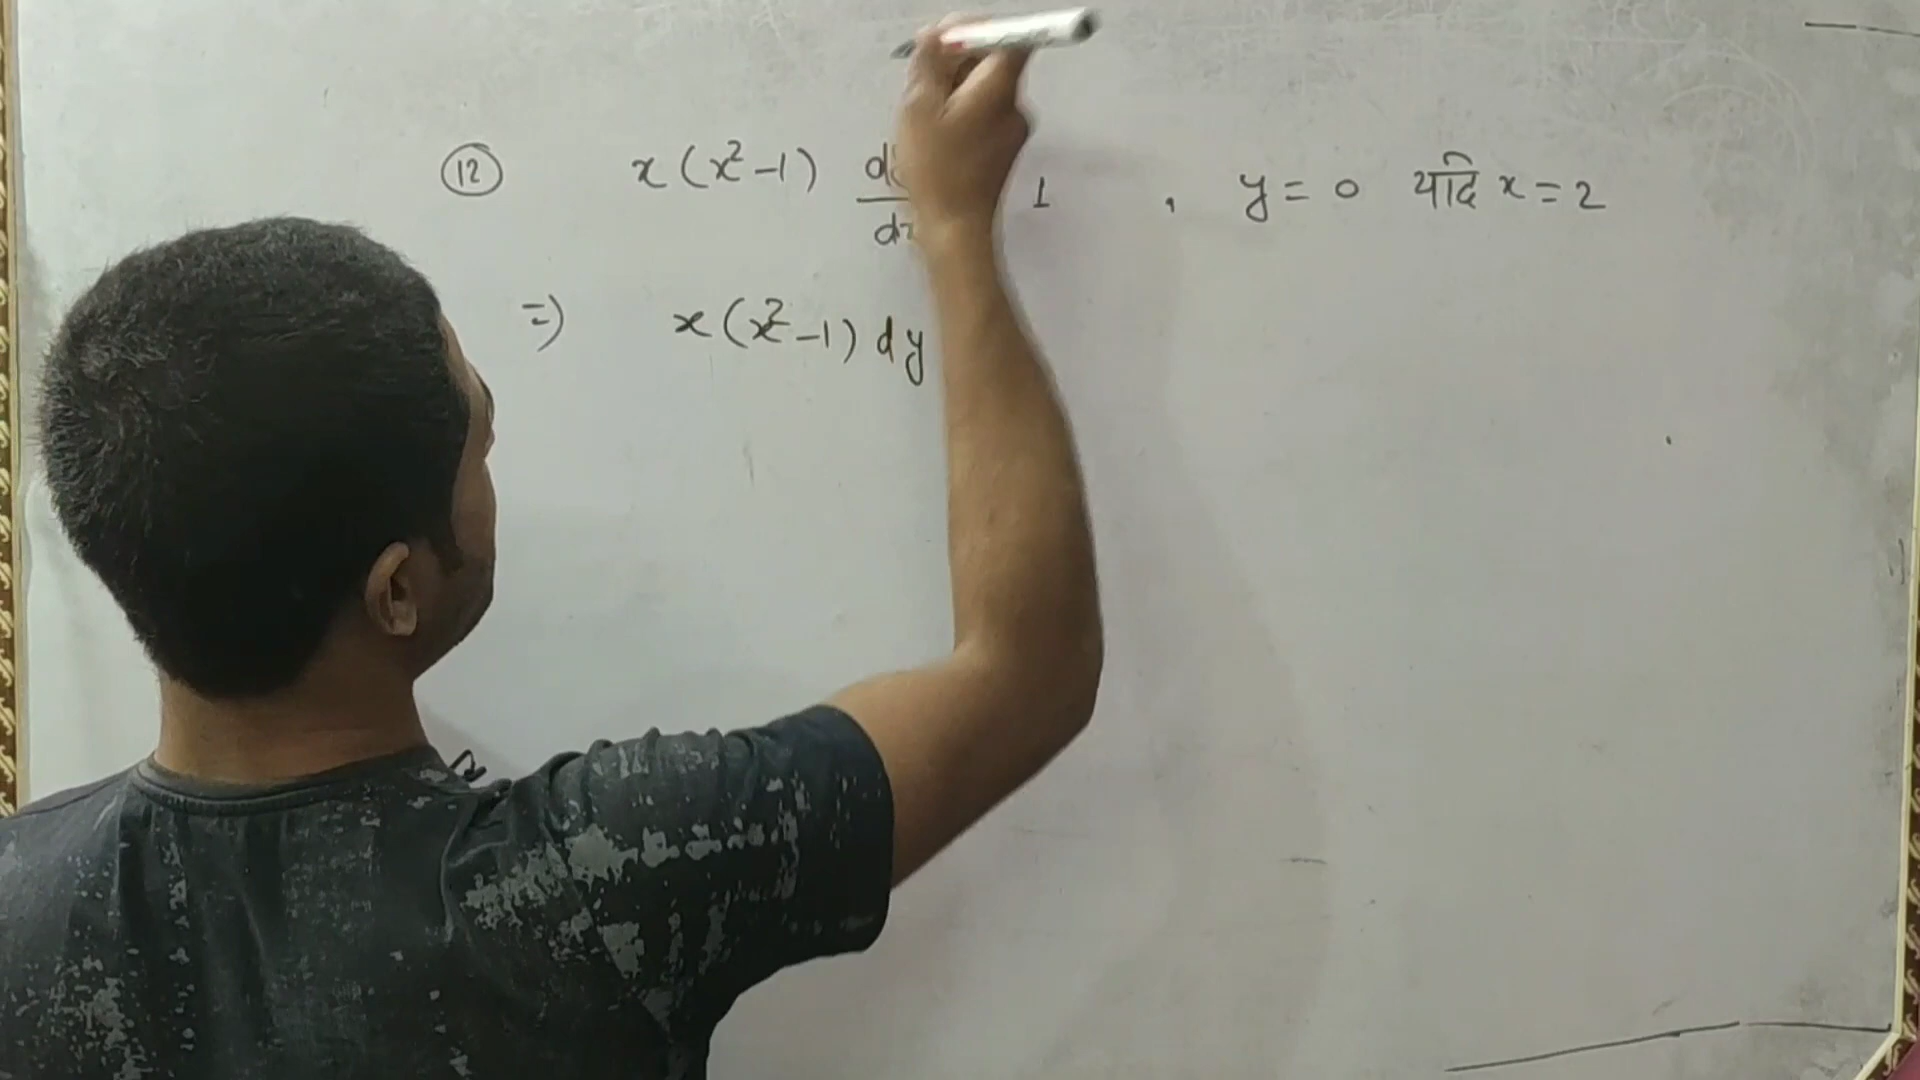 (12) x(x²-1) d/d 1 , y = 0 यदि x = 2
=) x(x²-1) dy